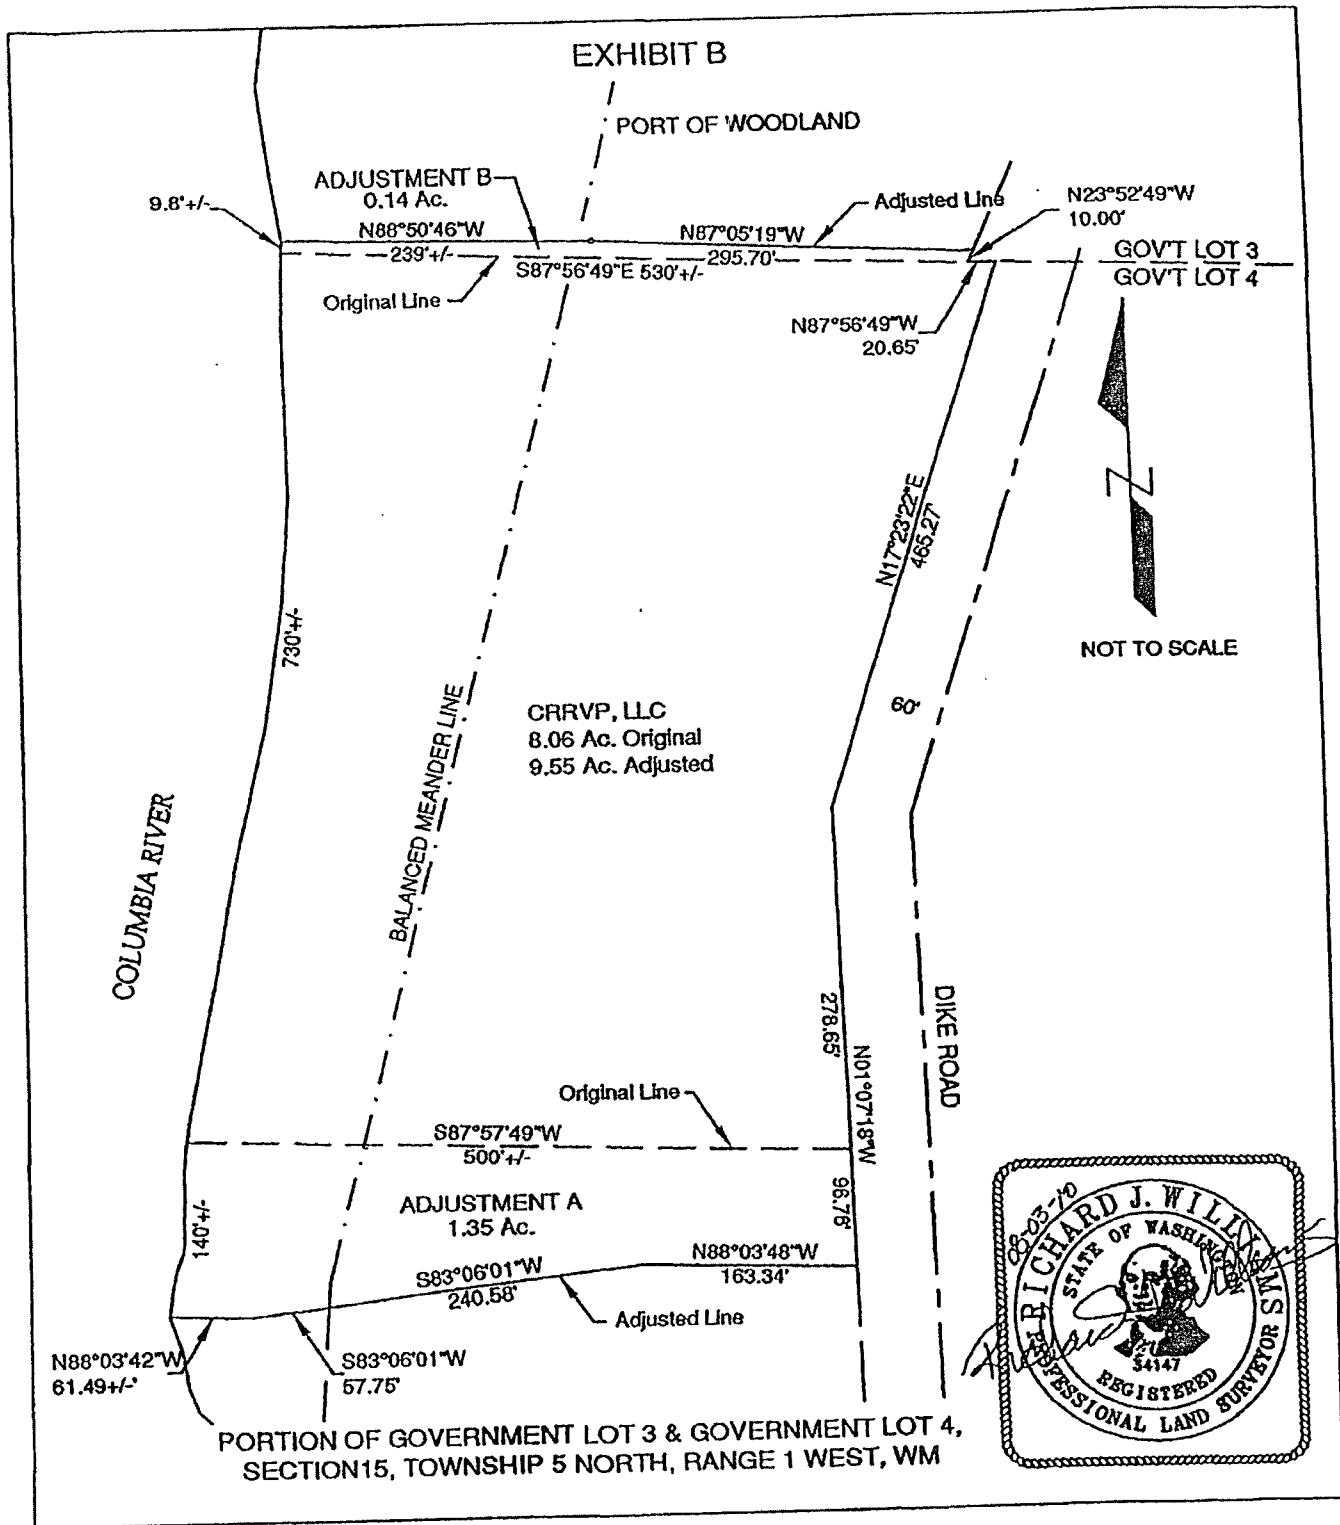 EXHIBIT B
PORT OF WOODLAND
ADJUSTMENT B
0.14 Ac.
9.8'+/-
N88°50'46"W
239'+/-
N87°05'19"W
295.70'
Adjusted Line
N23°52'49"W
10.00'
GOV'T LOT 3
GOV'T LOT 4
S87°56'49"E 530'+/-
Original Line
N87°56'49"W
20.65'
N17°23'22"E
465.27'
NOT TO SCALE
730'+/-
60'
CRRVP, LLC
8.06 Ac. Original
9.55 Ac. Adjusted
BALANCED MEANDER LINE
COLUMBIA RIVER
278.65'
N01°07'18"W
DIKE ROAD
Original Line
S87°57'49"W
500'+/-
96.76'
140'+/-
ADJUSTMENT A
1.35 Ac.
N88°03'48"W
163.34'
S83°06'01"W
240.58'
Adjusted Line
N88°03'42"W
61.49+/-'
S83°06'01"W
57.75'
08-03-10
RICHARD J. WILLIAMS
STATE OF WASHINGTON
34147
REGISTERED
PROFESSIONAL LAND SURVEYOR
PORTION OF GOVERNMENT LOT 3 & GOVERNMENT LOT 4,
SECTION15, TOWNSHIP 5 NORTH, RANGE 1 WEST, WM